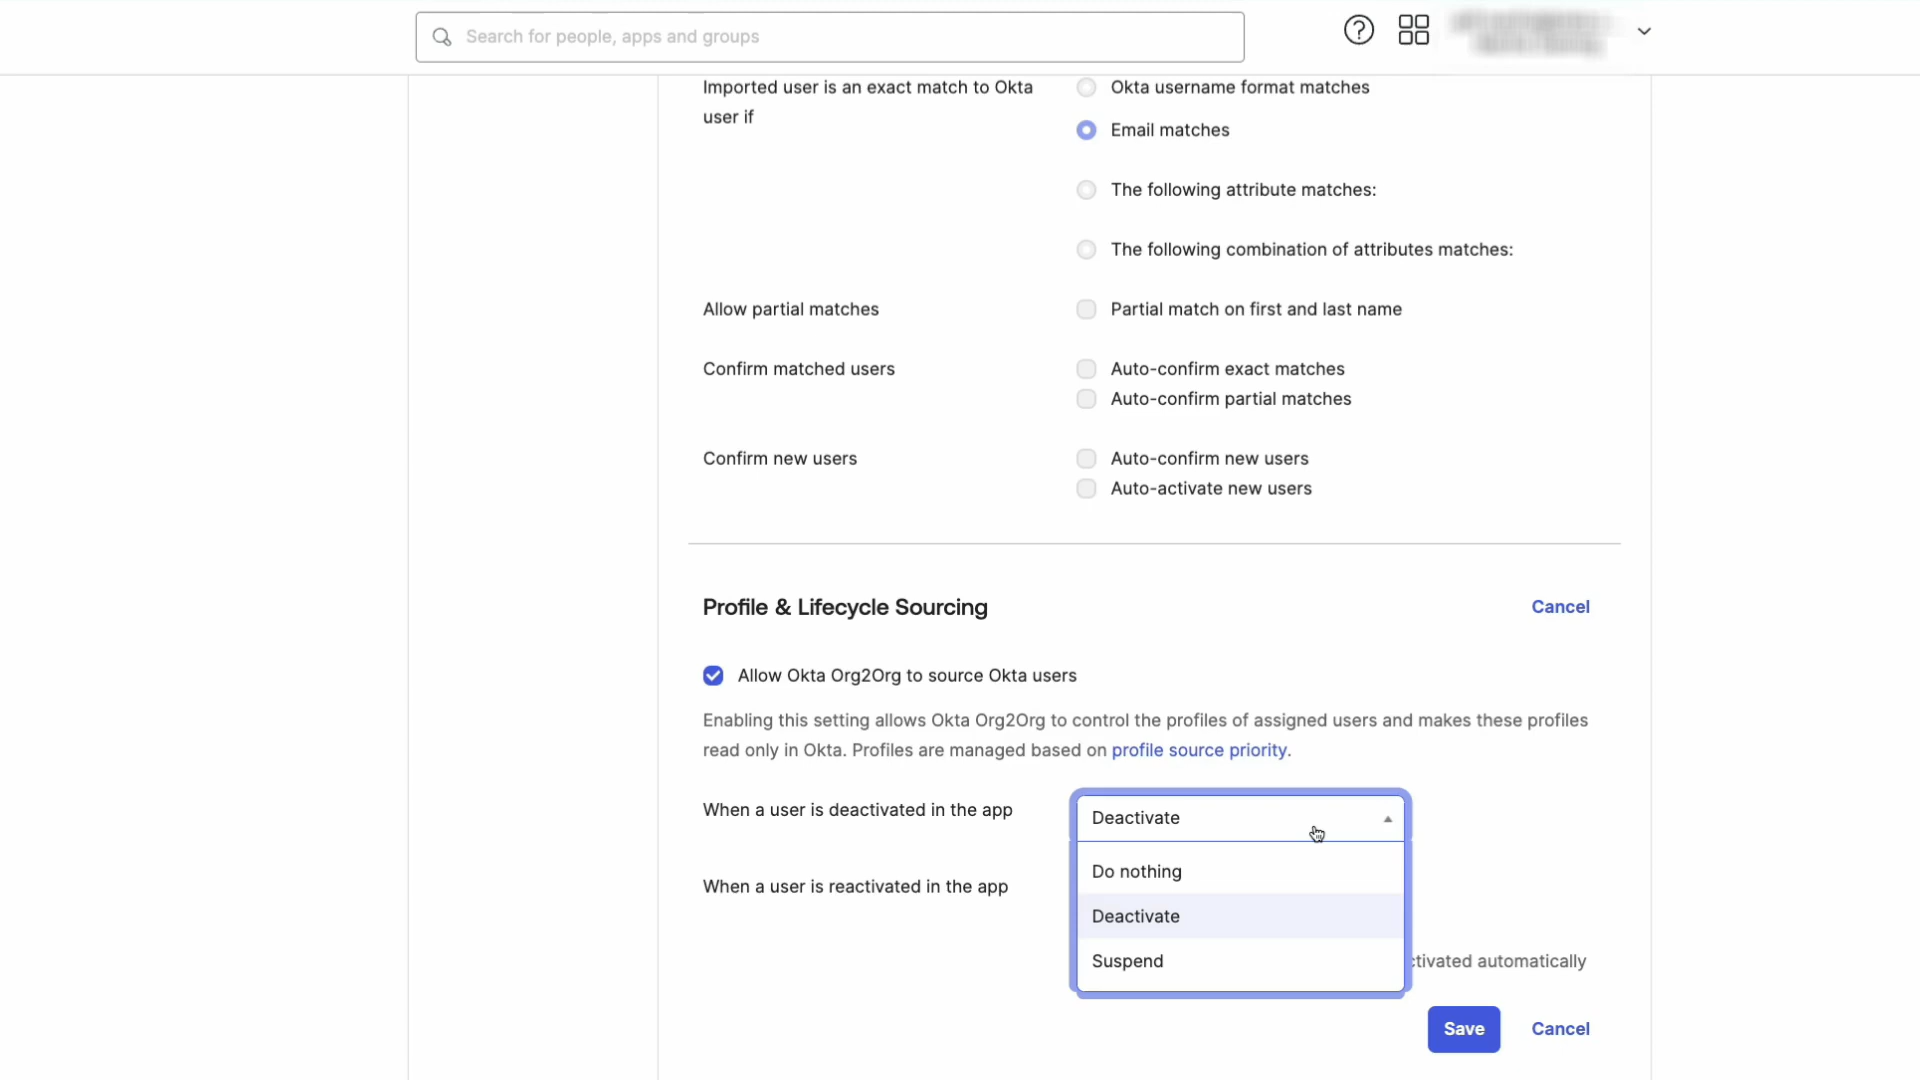 Search for people, apps and groups
Imported user is an exact match to Okta
user if
Okta username format matches
Email matches
The following attribute matches:
The following combination of attributes matches:
Allow partial matches
Partial match on first and last name
Confirm matched users
Auto-confirm exact matches
Auto-confirm partial matches
Confirm new users
Auto-confirm new users
Auto-activate new users
Profile & Lifecycle Sourcing
Cancel
Allow Okta Org2Org to source Okta users
Enabling this setting allows Okta Org2Org to control the profiles of assigned users and makes these profiles
read only in Okta. Profiles are managed based on profile source priority.
When a user is deactivated in the app
Deactivate
Do nothing
When a user is reactivated in the app
Deactivate
Suspend
automatically
Save
Cancel